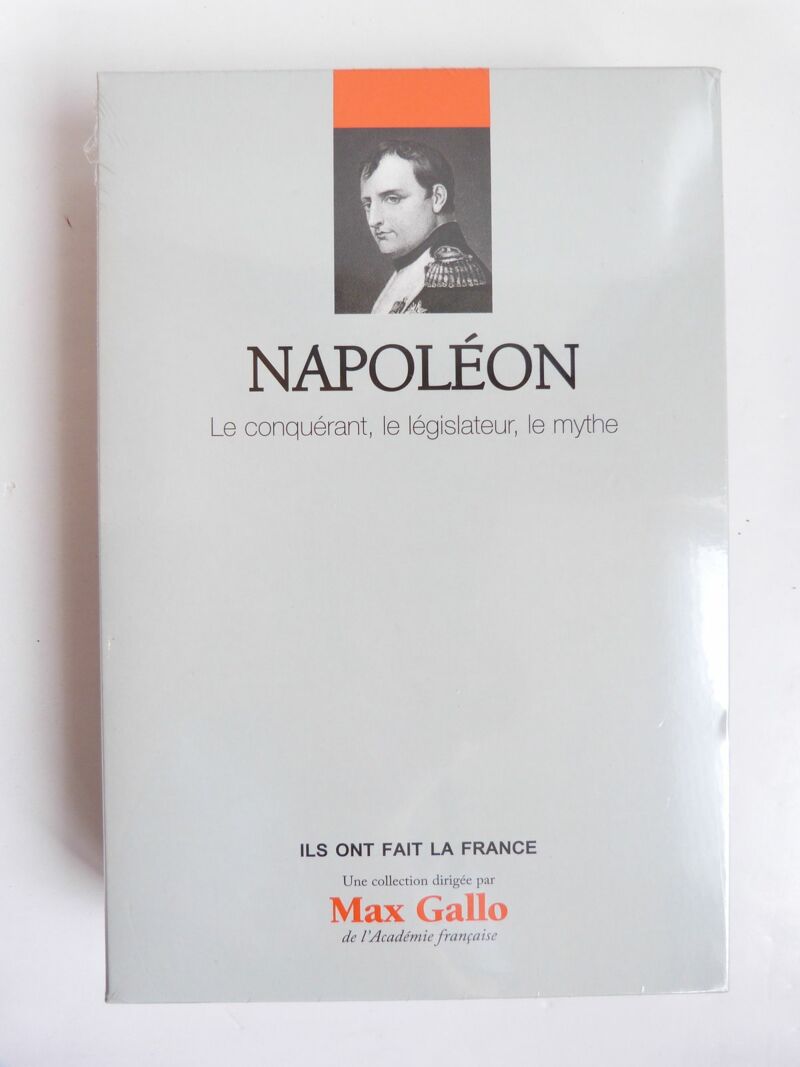 NAPOLÉON
Le conquérant, le législateur, le mythe
ILS ONT FAIT LA FRANCE
Une collection dirigée par
Max Gallo
de l'Académie française